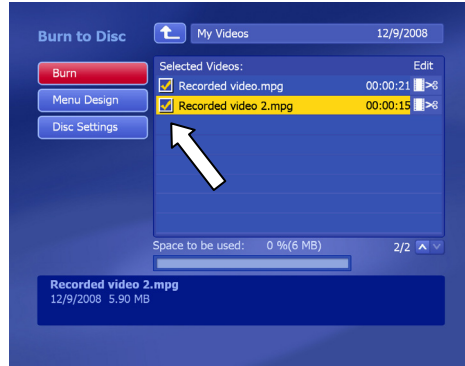 Burn to Disc
My Videos 12/9/2008
Burn
Menu Design
Disc Settings
Selected Videos: Edit
Recorded video.mpg 00:00:21
Recorded video 2.mpg 00:00:15
Space to be used: 0 %(6 MB) 2/2
Recorded video 2.mpg
12/9/2008 5.90 MB